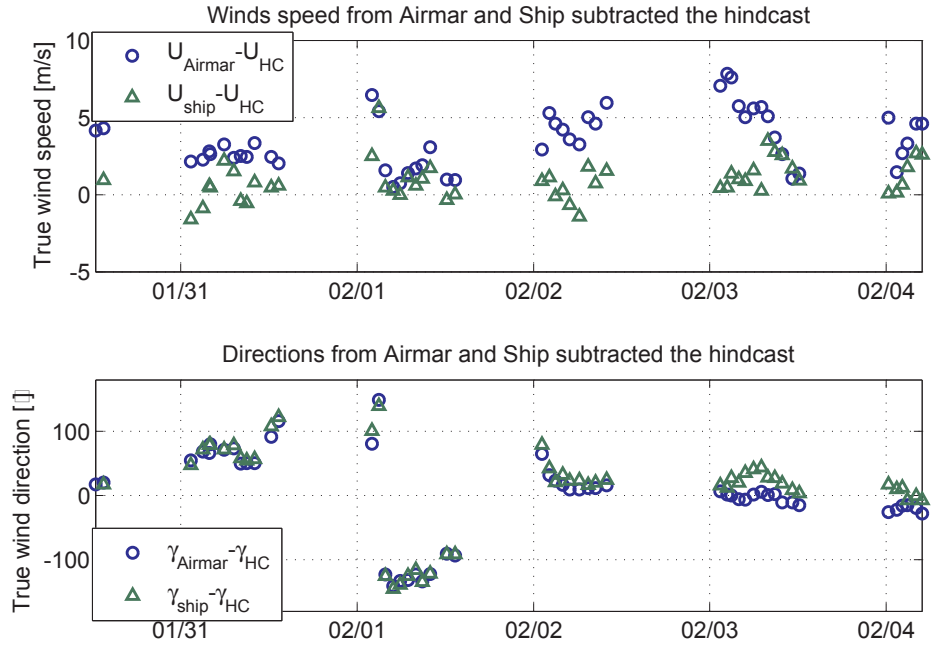 Winds speed from Airmar and Ship subtracted the hindcast
True wind speed [m/s]
10
5
0
-5
U_Airmar-U_HC
U_ship-U_HC
01/31 02/01 02/02 02/03 02/04
Directions from Airmar and Ship subtracted the hindcast
True wind direction [
100
0
-100
γ_Airmar-γ_HC
γ_ship-γ_HC
01/31 02/01 02/02 02/03 02/04